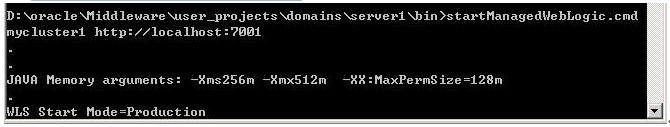 D:\oracle\Middleware\user_projects\domains\server1\bin>startManagedWebLogic.cmd
mycluster1 http://localhost:7001
.
.
JAVA Memory arguments: -Xms256m -Xmx512m  -XX:MaxPermSize=128m
.
WLS Start Mode=Production